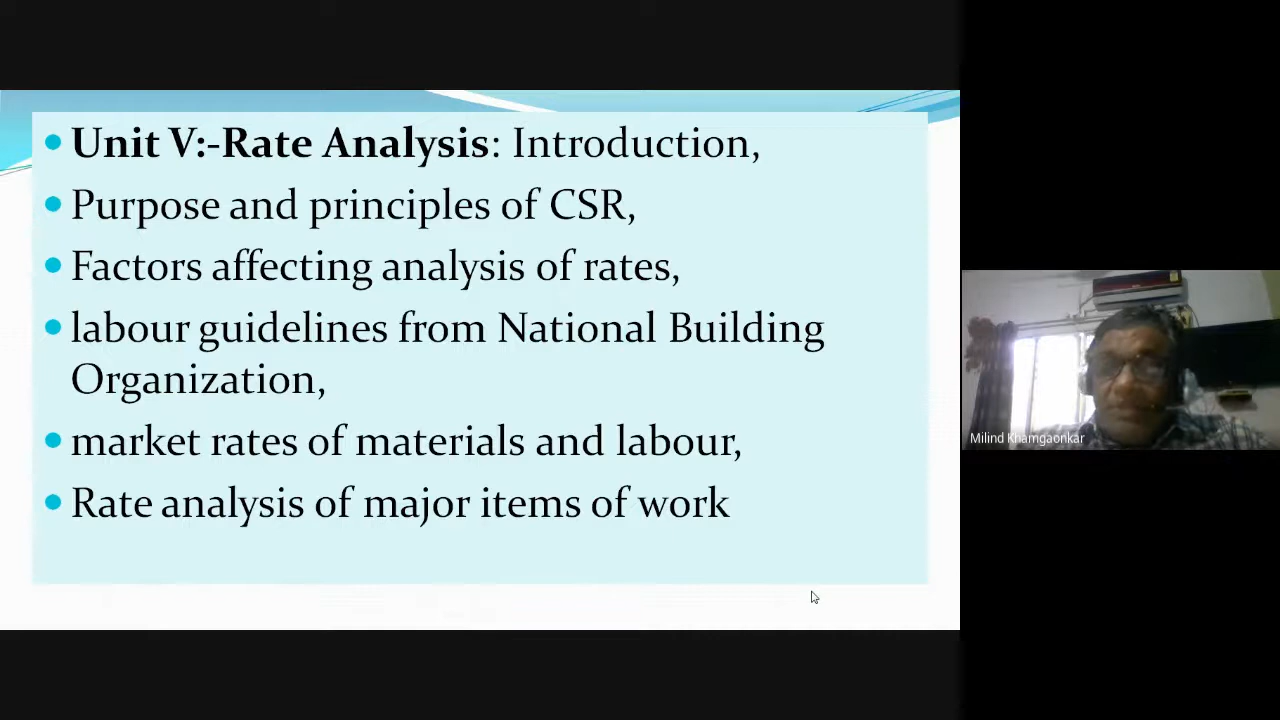 Unit V:-Rate Analysis: Introduction,
Purpose and principles of CSR,
Factors affecting analysis of rates,
labour guidelines from National Building
Organization,
market rates of materials and labour,
Rate analysis of major items of work
Milind Khamgaonkar